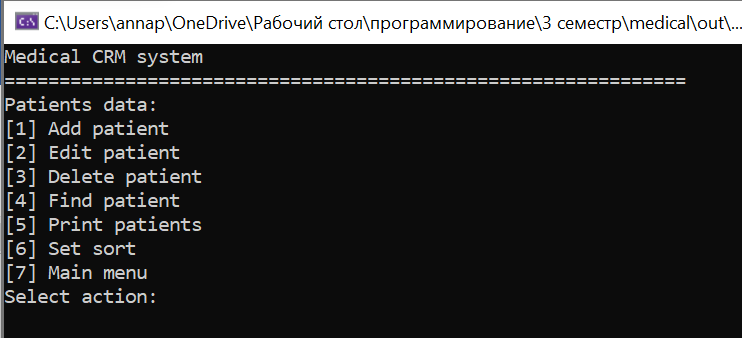 C:\Users\annap\OneDrive\Рабочий стол\программирование\3 семестр\medical\out\...
Medical CRM system
==============================================================
Patients data:
[1] Add patient
[2] Edit patient
[3] Delete patient
[4] Find patient
[5] Print patients
[6] Set sort
[7] Main menu
Select action: